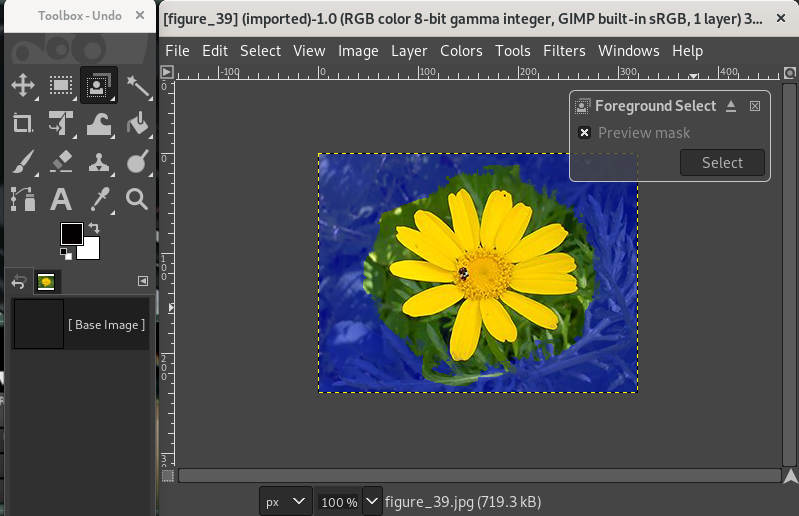 Toolbox - Undo
[figure_39] (imported)-1.0 (RGB color 8-bit gamma integer, GIMP built-in sRGB, 1 layer) 3...
File Edit Select View Image Layer Colors Tools Filters Windows Help
-100 0 100 200 300 400
Foreground Select
Preview mask
Select
A
0
0
100
200
[ Base Image ]
px 100 % figure_39.jpg (719.3 kB)